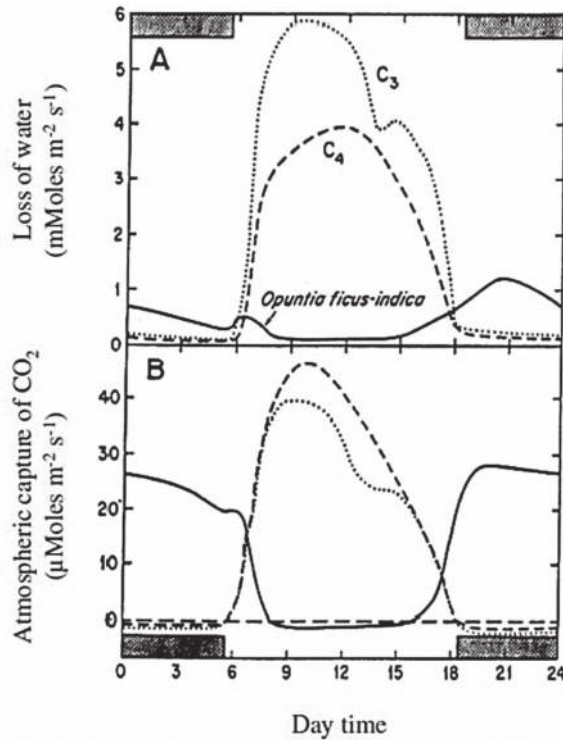 6
A
C3
5
4
C4
3
2
Opuntia ficus-indica
1
0
Loss of water
(mMoles m-2 s-1)
B
40
30
20
10
0
Atmospheric capture of CO2
(µMoles m-2 s-1)
0 3 6 9 12 15 18 21 24
Day time